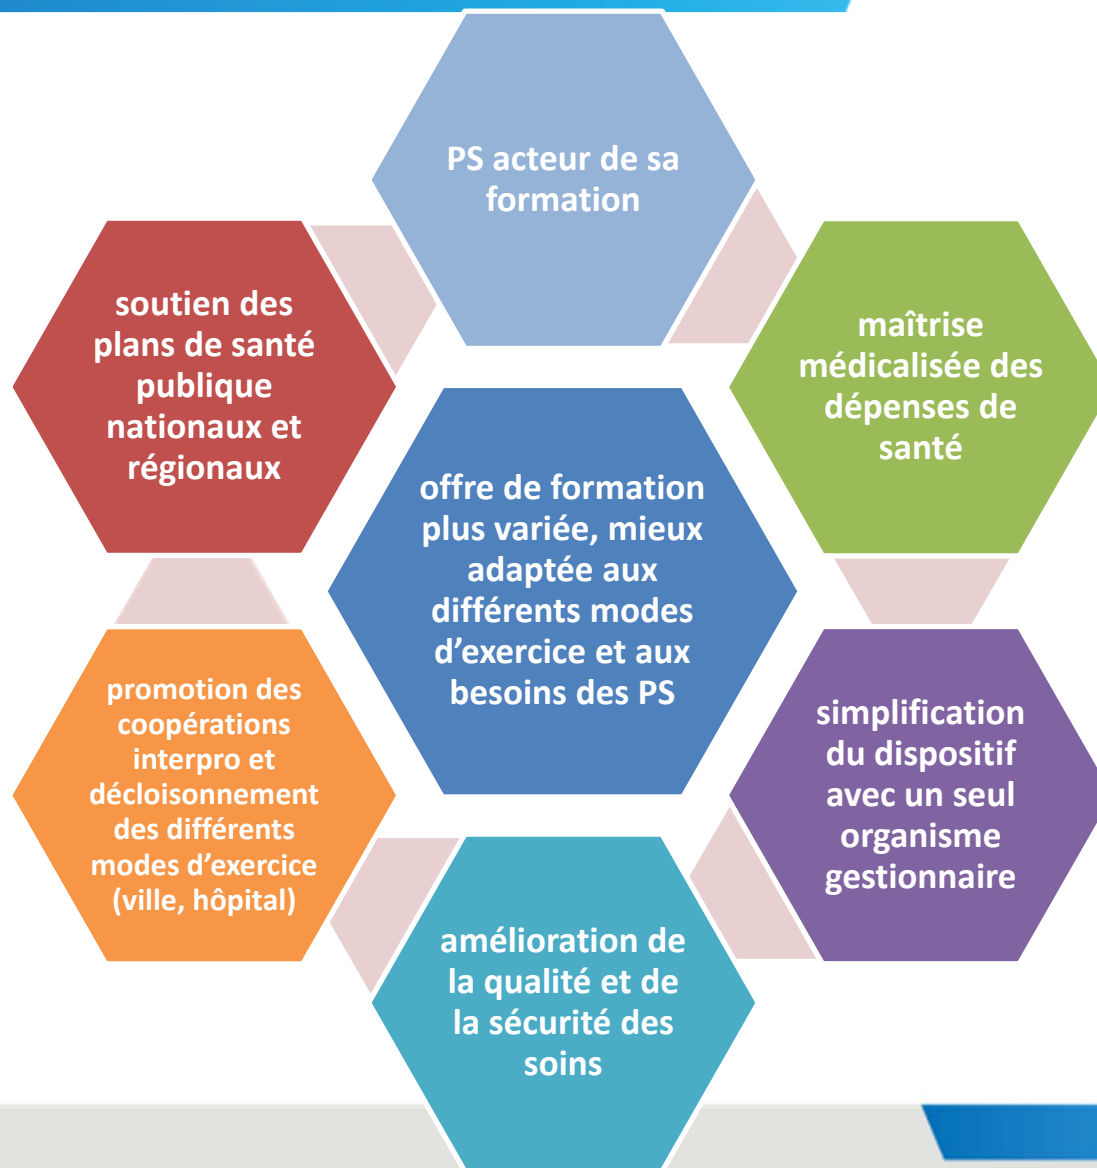 PS acteur de sa
formation
maîtrise
médicalisée des
dépenses de
santé
simplification
du dispositif
avec un seul
organisme
gestionnaire
amélioration de
la qualité et de
la sécurité des
soins
promotion des
coopérations
interpro et
décloisonnement
des différents
modes d’exercice
(ville, hôpital)
soutien des
plans de santé
publique
nationaux et
régionaux
offre de formation
plus variée, mieux
adaptée aux
différents modes
d’exercice et aux
besoins des PS